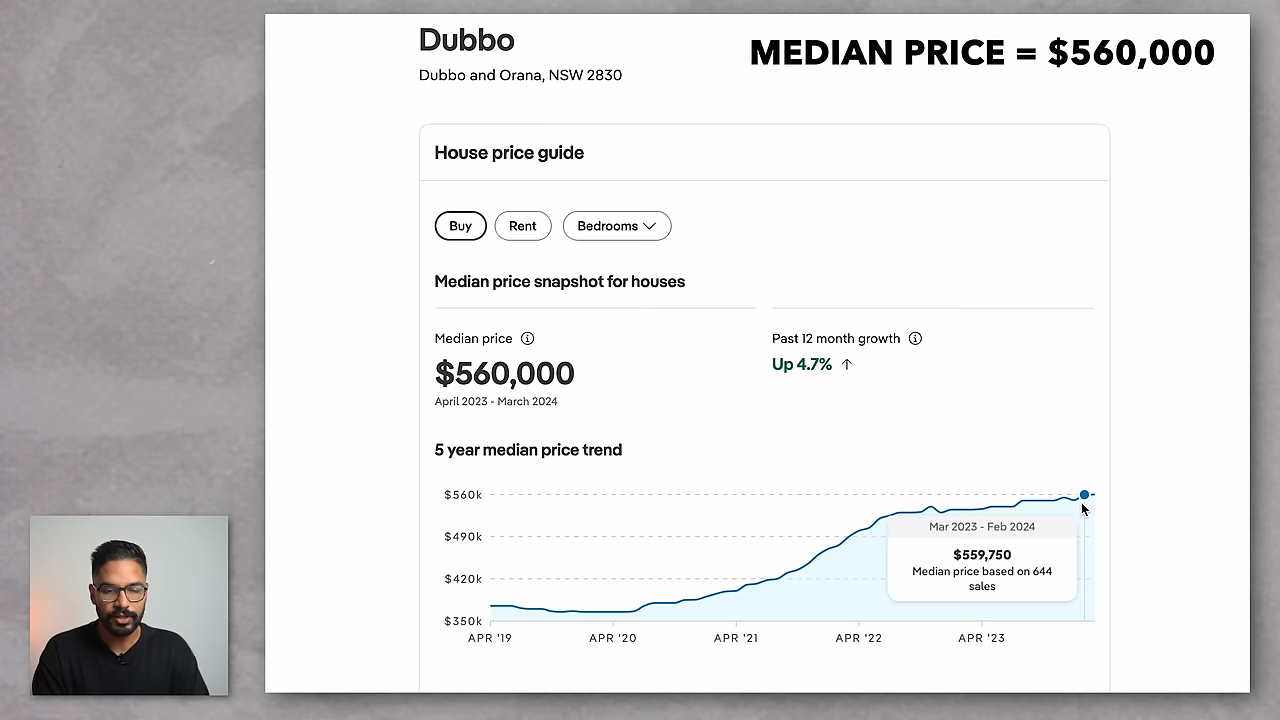 Dubbo
MEDIAN PRICE = $560,000
Dubbo and Orana, NSW 2830
House price guide
Buy
Rent
Bedrooms
Median price snapshot for houses
Median price
Past 12 month growth
$560,000
Up 4.7% ↑
April 2023 - March 2024
5 year median price trend
$560k
$490k
$420k
$350k
Mar 2023 - Feb 2024
$559,750
Median price based on 644
sales
APR '19
APR '20
APR '21
APR '22
APR '23